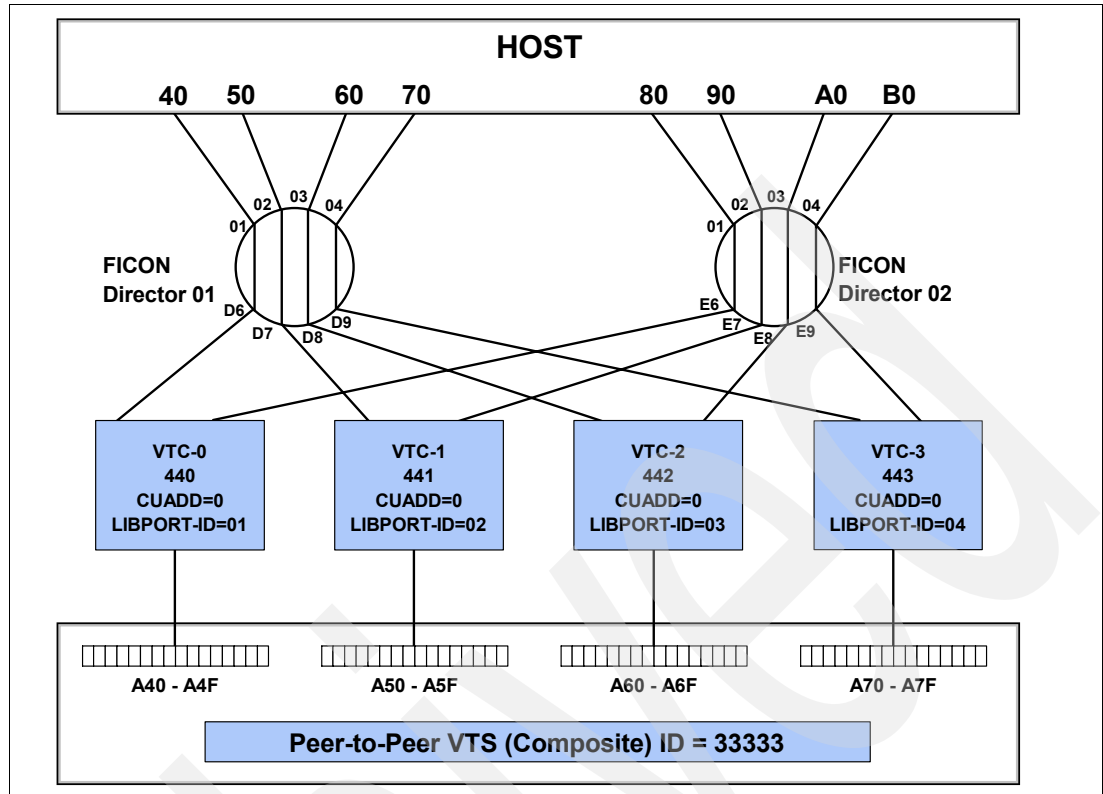 HOST
40 50 60 70 80 90 A0 B0
01 02 03 04 01 02 03 04
FICON
Director 01
FICON
Director 02
D6 D7 D8 D9 E6 E7 E8 E9
VTC-0
440
CUADD=0
LIBPORT-ID=01
VTC-1
441
CUADD=0
LIBPORT-ID=02
VTC-2
442
CUADD=0
LIBPORT-ID=03
VTC-3
443
CUADD=0
LIBPORT-ID=04
A40 - A4F
A50 - A5F
A60 - A6F
A70 - A7F
Peer-to-Peer VTS (Composite) ID = 33333